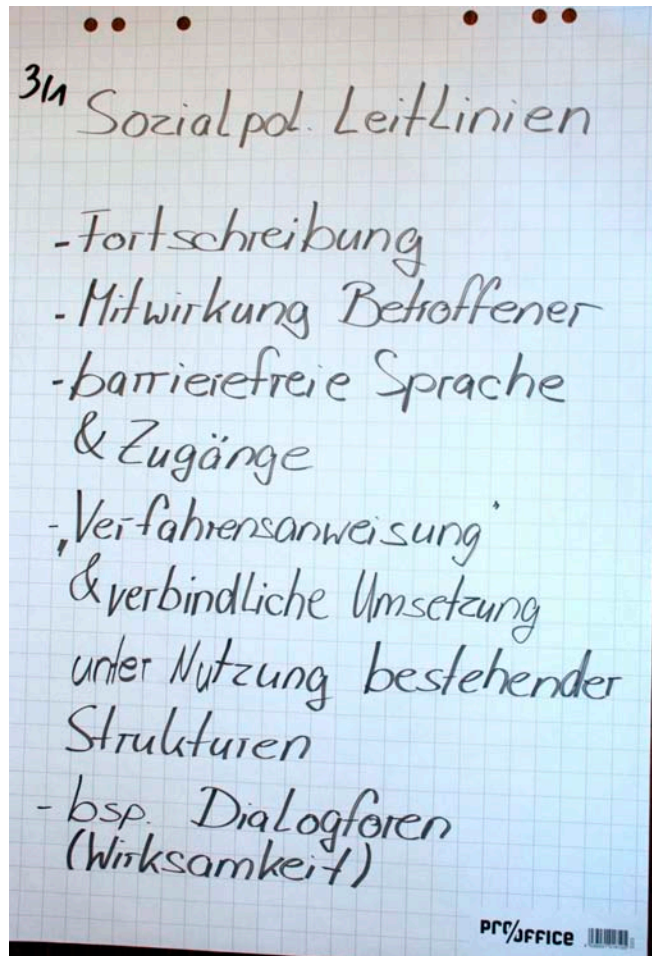 3/1 Sozialpol. Leitlinien
- Fortschreibung
- Mitwirkung Betroffener
- barrierefreie Sprache
& Zugänge
- ,Verfahrensanweisung'
& verbindliche Umsetzung
unter Nutzung bestehender
Strukturen
- bsp. Dialogforen
(Wirksamkeit)
pro/office